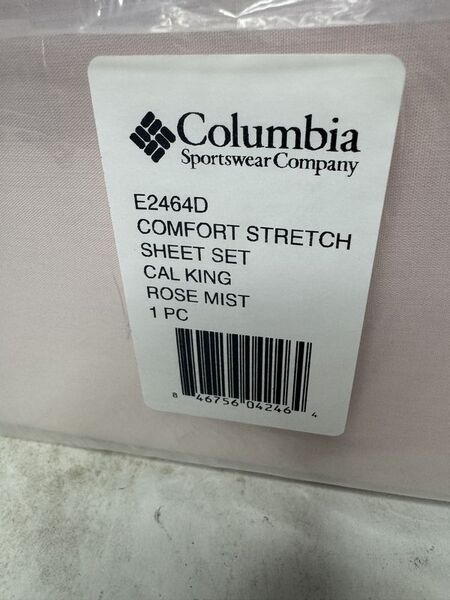 Columbia
Sportswear Company
E2464D
COMFORT STRETCH
SHEET SET
CAL KING
ROSE MIST
1 PC
8 46756 04246 4